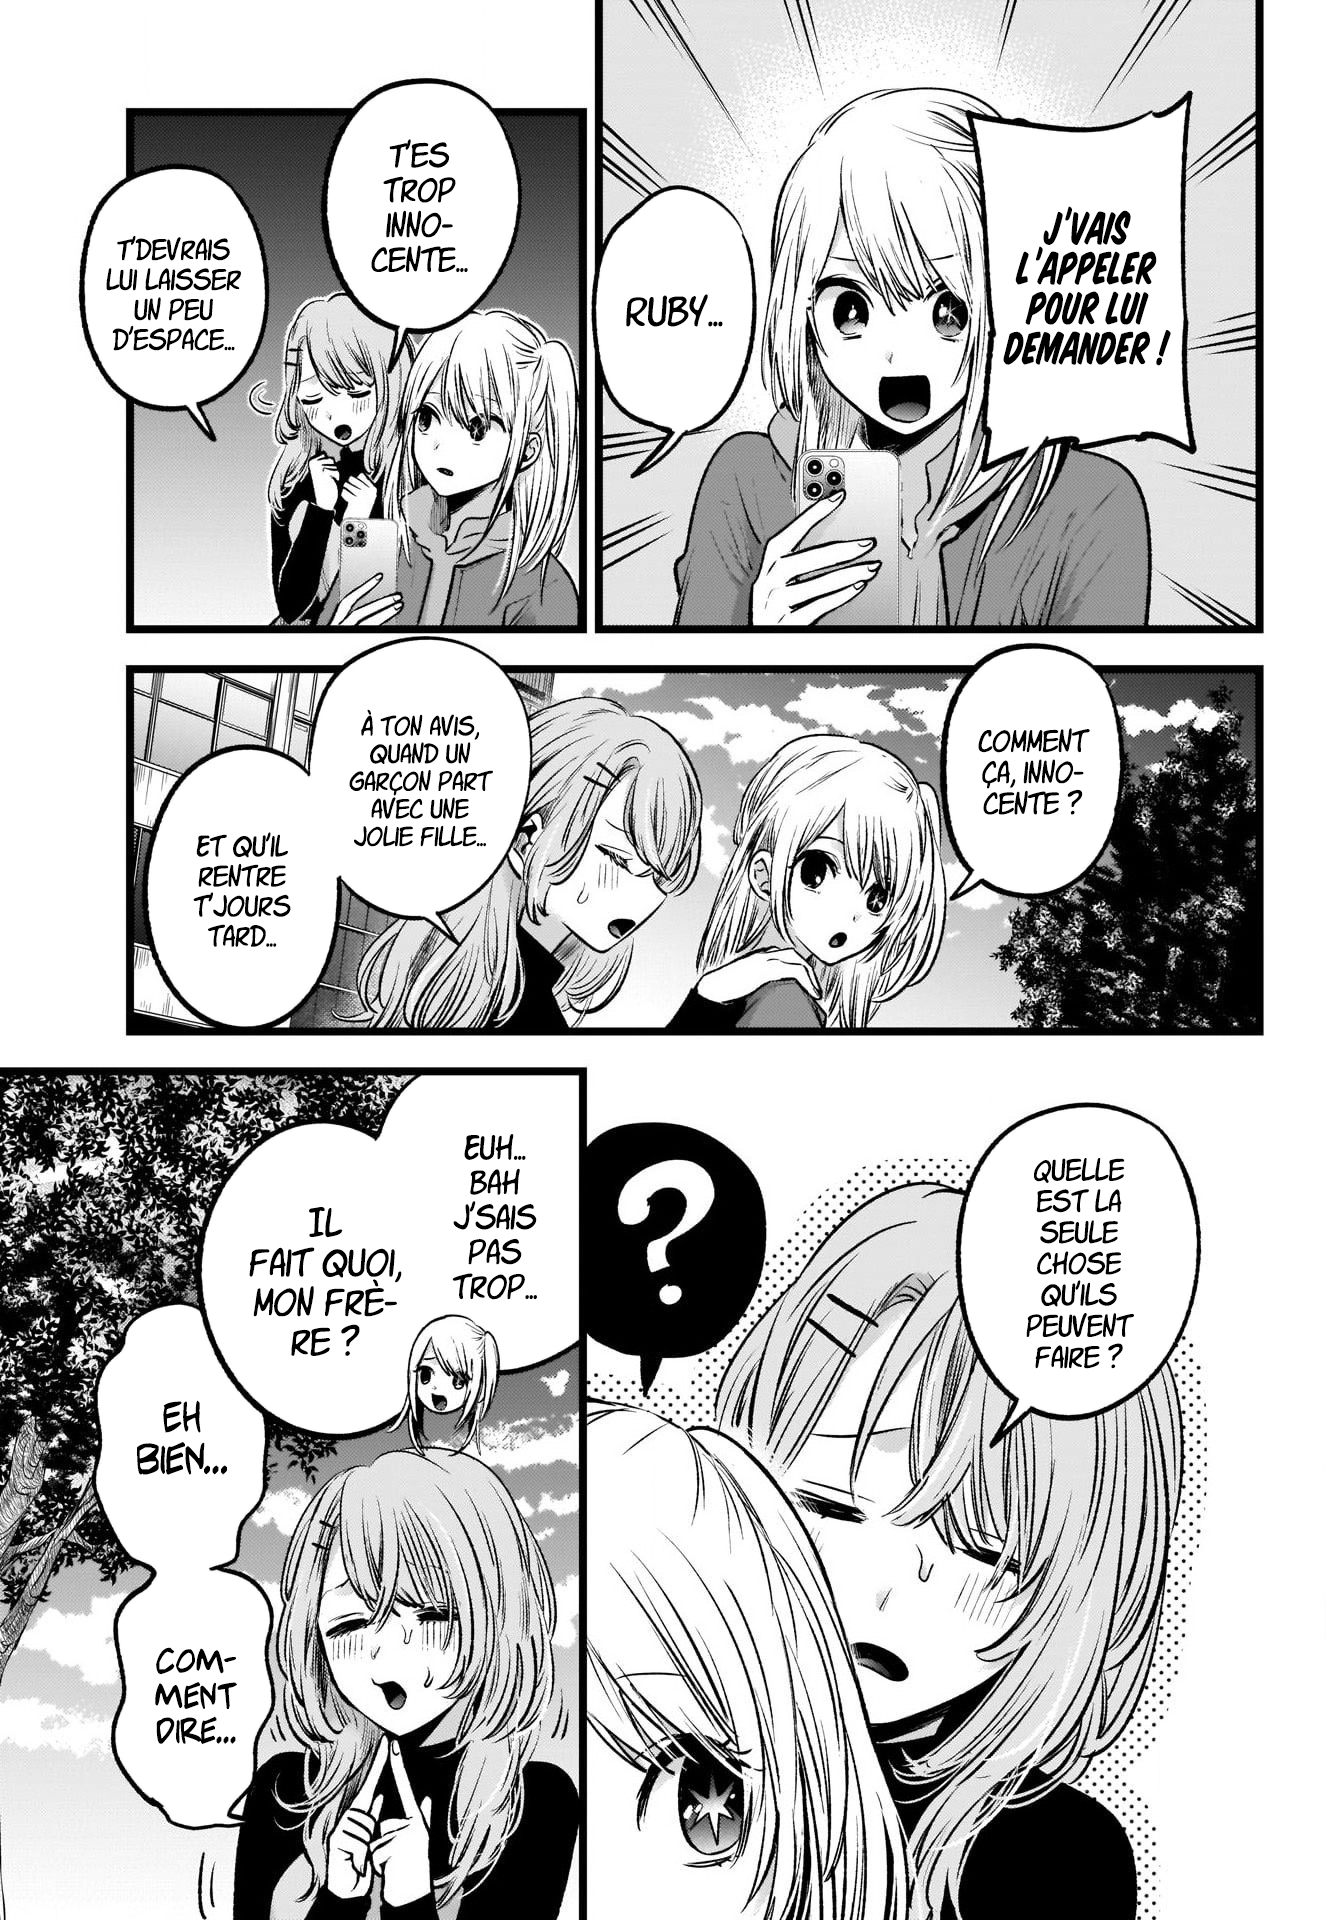 J'VAIS
L'APPELER
POUR LUI
DEMANDER !
RUBY...
T'ES
TROP
INNO-
CENTE...
T'DEVRAIS
LUI LAISSER
UN PEU
D'ESPACE...
COMMENT
ÇA, INNO-
CENTE ?
À TON AVIS,
QUAND UN
GARÇON PART
AVEC UNE
JOLIE FILLE...
ET QU'IL
RENTRE
T'JOURS
TARD...
QUELLE
EST LA
SEULE
CHOSE
QU'ILS
PEUVENT
FAIRE ?
?
EUH...
BAH
J'SAIS
PAS
TROP...
IL
FAIT QUOI,
MON FRÈ-
RE ?
EH
BIEN...
COM-
MENT
DIRE...